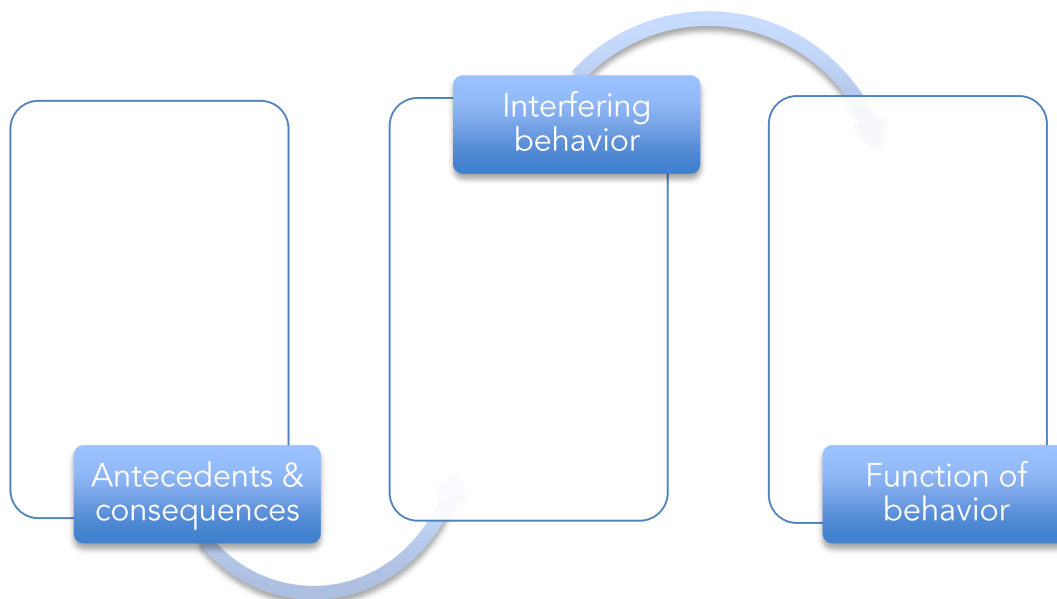 Interfering
behavior
Antecedents &
consequences
Function of
behavior